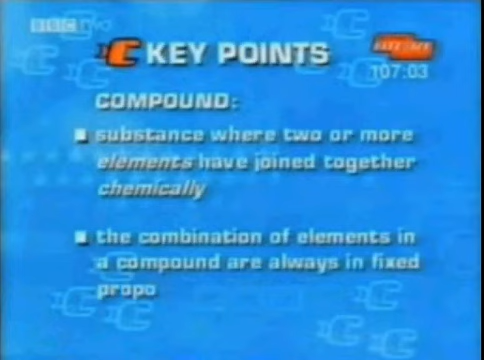 BBC TWO
KEY POINTS
107:03
COMPOUND:
substance where two or more
elements have joined together
chemically
the combination of elements in
a compound are always in fixed
propo